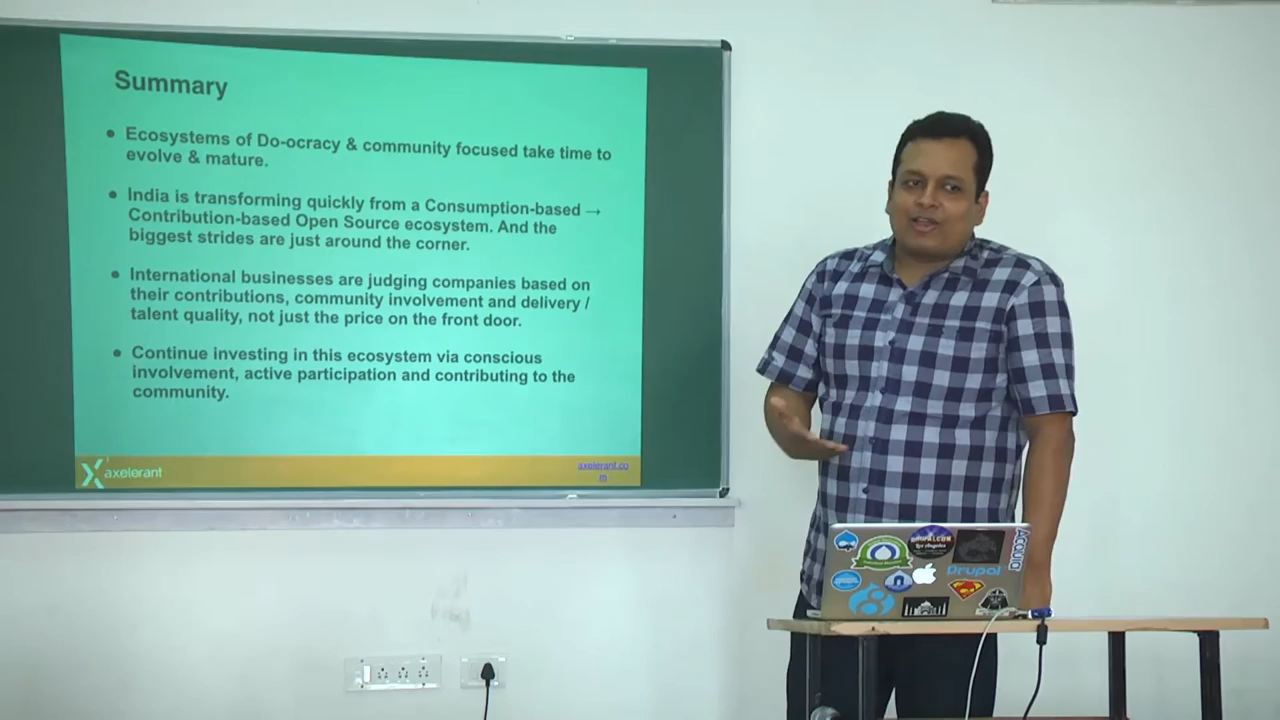 Summary
● Ecosystems of Do-ocracy & community focused take time to
evolve & mature.
● India is transforming quickly from a Consumption-based →
Contribution-based Open Source ecosystem. And the
biggest strides are just around the corner.
● International businesses are judging companies based on
their contributions, community involvement and delivery /
talent quality, not just the price on the front door.
● Continue investing in this ecosystem via conscious
involvement, active participation and contributing to the
community.
axelerant
axelerant.co
m
DRUPALCON
Los Angeles
ACQUIA
Drupal